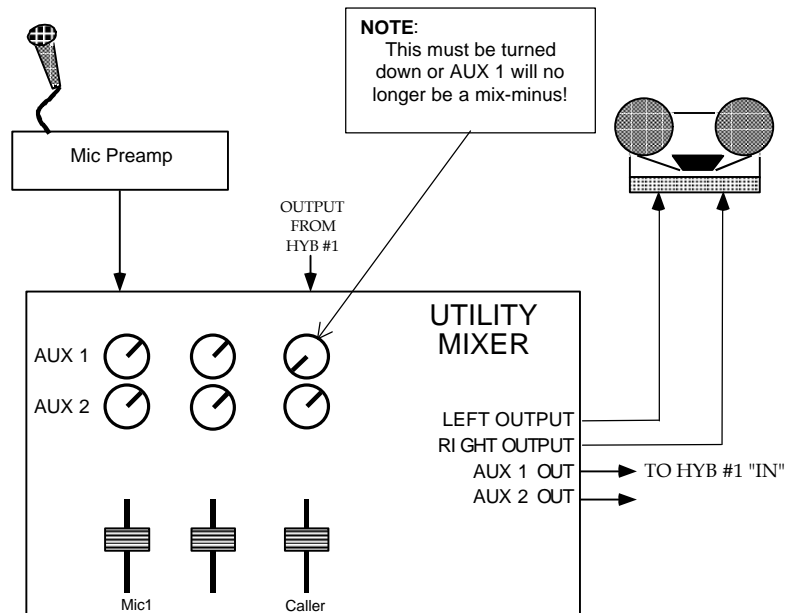 NOTE:
This must be turned
down or AUX 1 will no
longer be a mix-minus!
Mic Preamp
OUTPUT
FROM
HYB #1
UTILITY
MIXER
AUX 1
AUX 2
LEFT OUTPUT
RIGHT OUTPUT
AUX 1 OUT
TO HYB #1 "IN"
AUX 2 OUT
Mic1
Caller